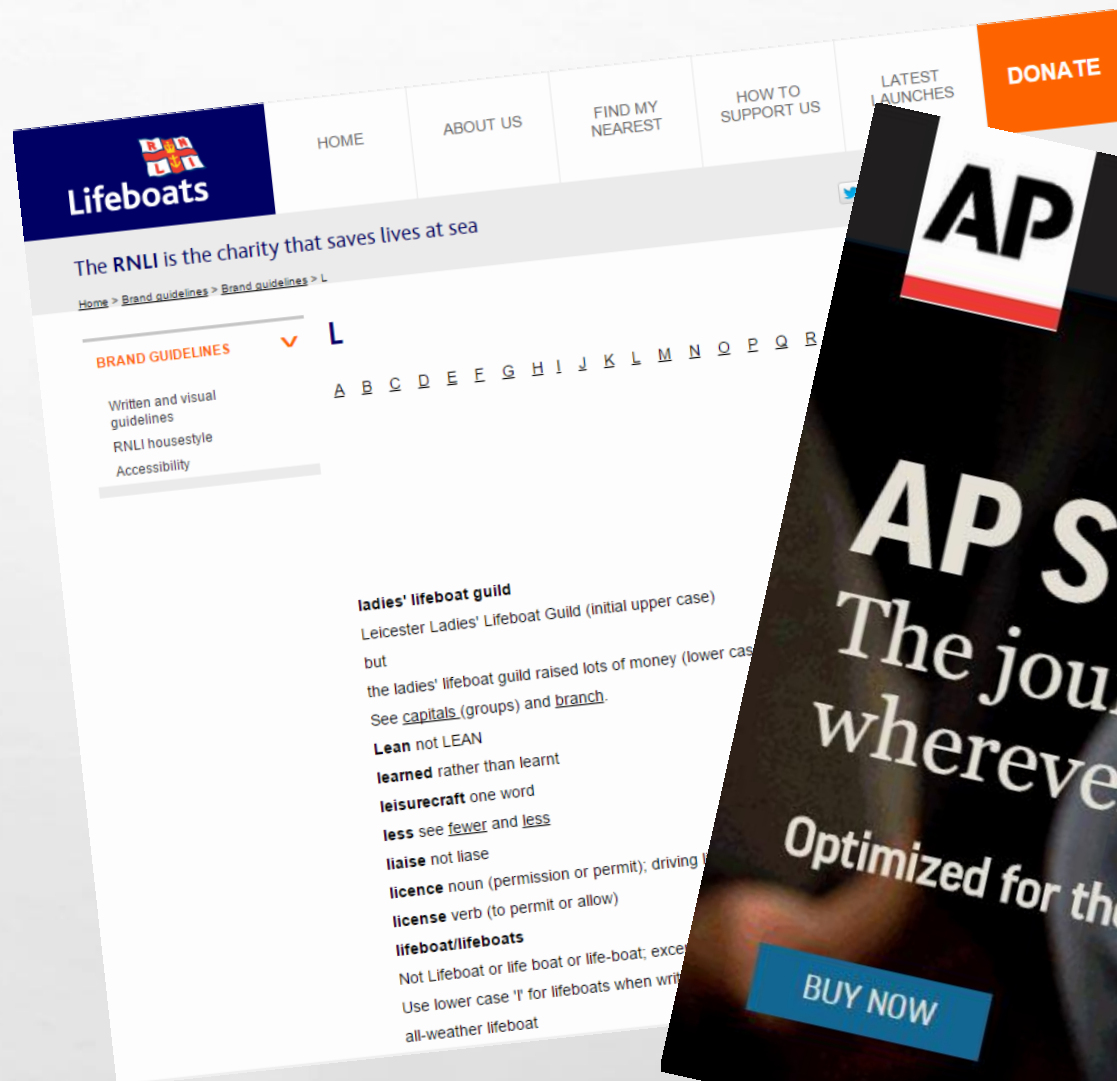 R N
L I
Lifeboats
HOME
ABOUT US
FIND MY
NEAREST
HOW TO
SUPPORT US
LATEST
LAUNCHES
DONATE
The RNLI is the charity that saves lives at sea
Home > Brand guidelines > Brand guidelines > L
BRAND GUIDELINES
Written and visual
guidelines
RNLI housestyle
Accessibility
L
A B C D E F G H I J K L M N O P Q R
ladies' lifeboat guild
Leicester Ladies' Lifeboat Guild (initial upper case)
but
the ladies' lifeboat guild raised lots of money (lower cas
See capitals (groups) and branch.
Lean not LEAN
learned rather than learnt
leisurecraft one word
less see fewer and less
liaise not liase
licence noun (permission or permit); driving l
license verb (to permit or allow)
lifeboat/lifeboats
Not Lifeboat or life boat or life-boat; exce
Use lower case 'l' for lifeboats when writ
all-weather lifeboat
AP
AP S
The jou
whereve
Optimized for the
BUY NOW